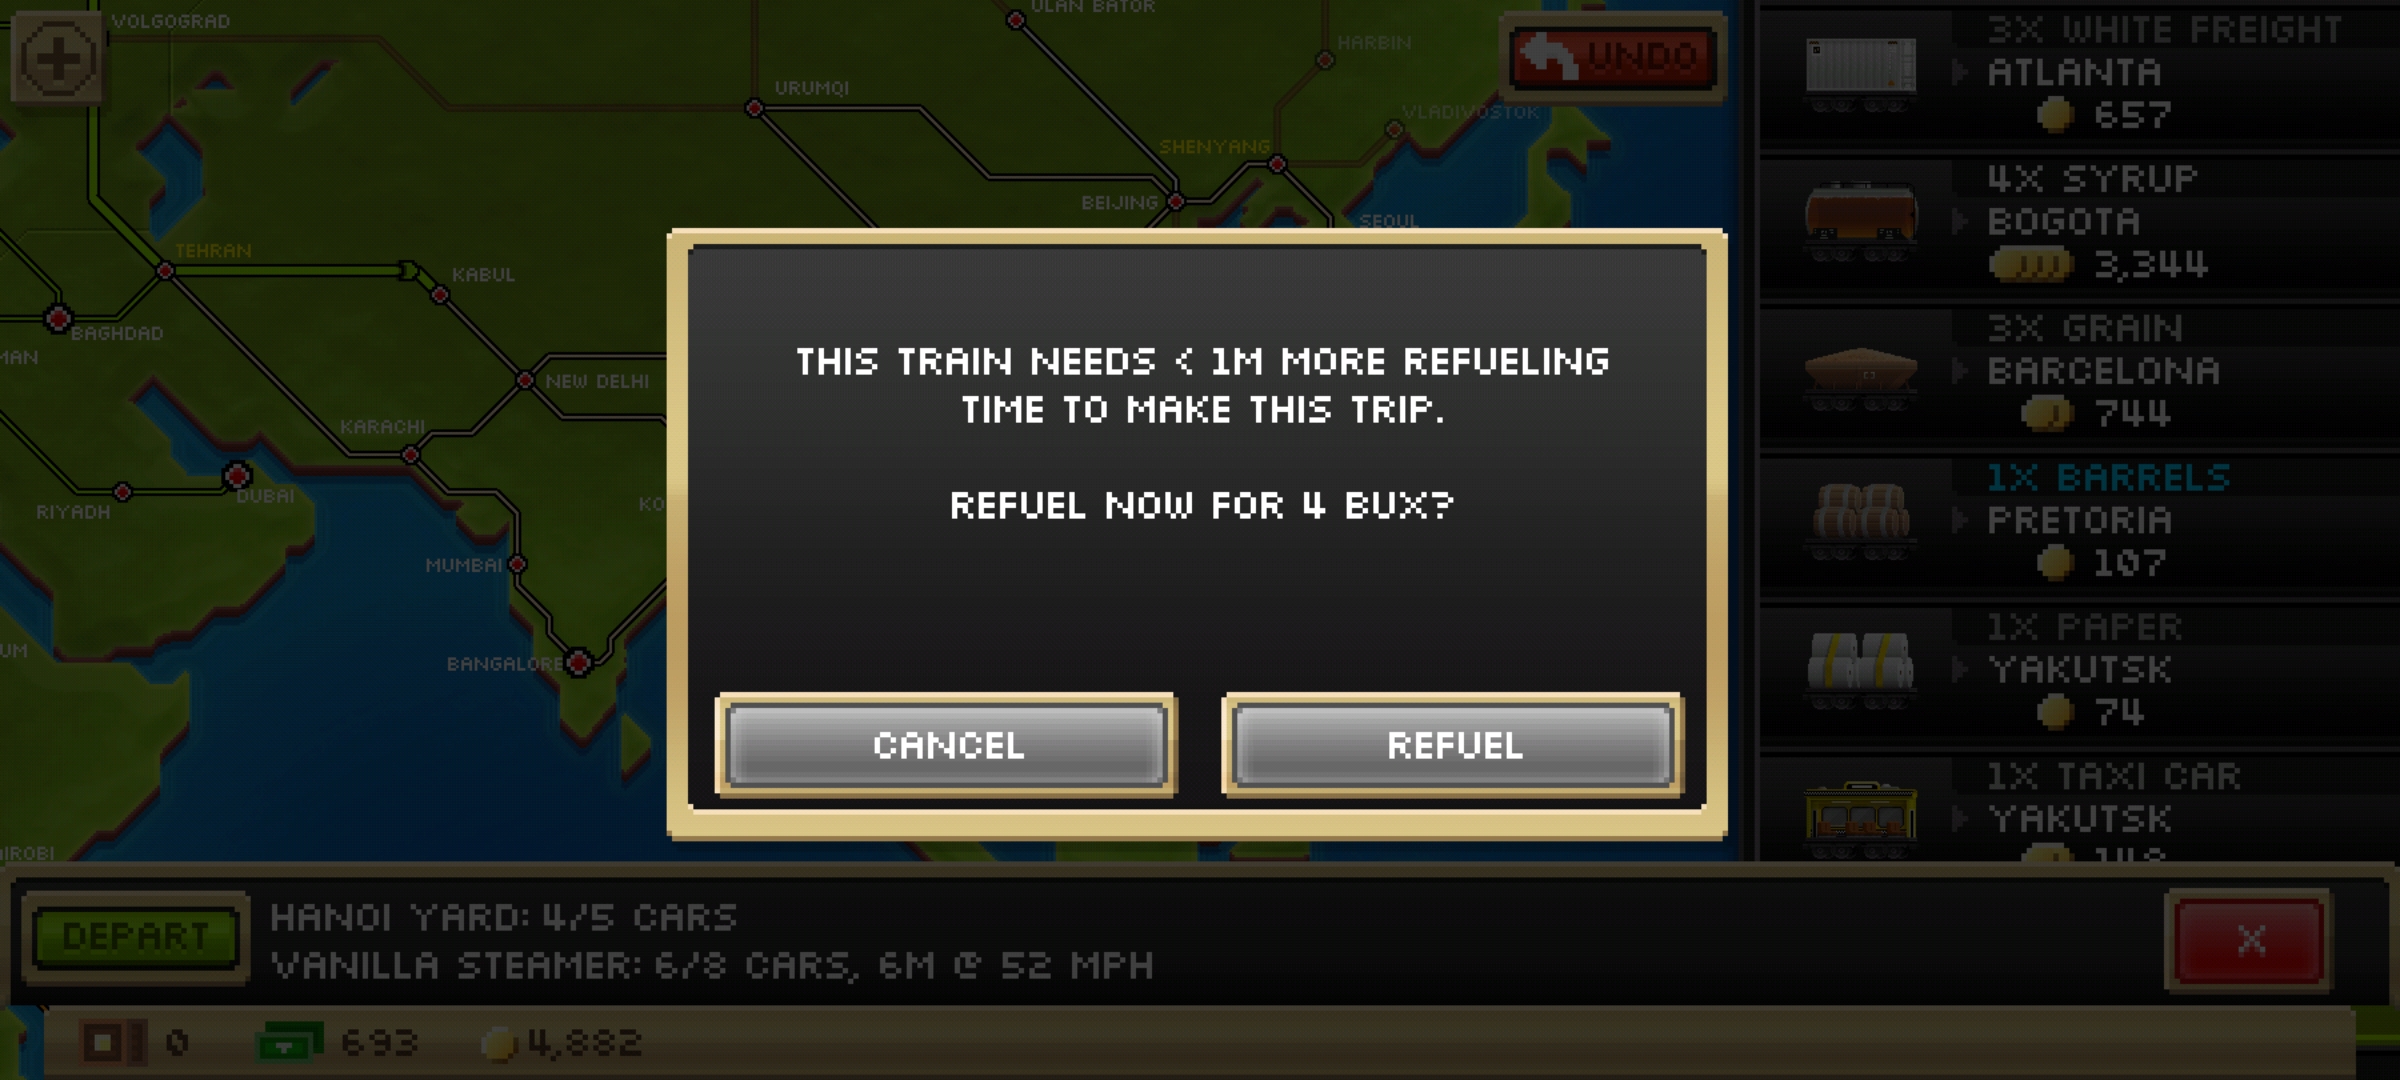 VOLGOGRAD
ULAN BATOR
HARBIN
UNDO
URUMQI
VLADIVOSTOK
SHENYANG
BEIJING
SEOUL
TEHRAN
KABUL
BAGHDAD
MAN
NEW DELHI
KARACHI
DUBAI
RIYADH
KO
MUMBAI
UM
BANGALORE
IROBI
THIS TRAIN NEEDS < 1M MORE REFUELING
TIME TO MAKE THIS TRIP.
REFUEL NOW FOR 4 BUX?
CANCEL
REFUEL
3X WHITE FREIGHT
ATLANTA
657
4X SYRUP
BOGOTA
3,344
3X GRAIN
BARCELONA
744
1X BARRELS
PRETORIA
107
1X PAPER
YAKUTSK
74
1X TAXI CAR
YAKUTSK
DEPART
HANOI YARD: 4/5 CARS
VANILLA STEAMER: 6/8 CARS, 6M @ 52 MPH
X
0
693
4,882